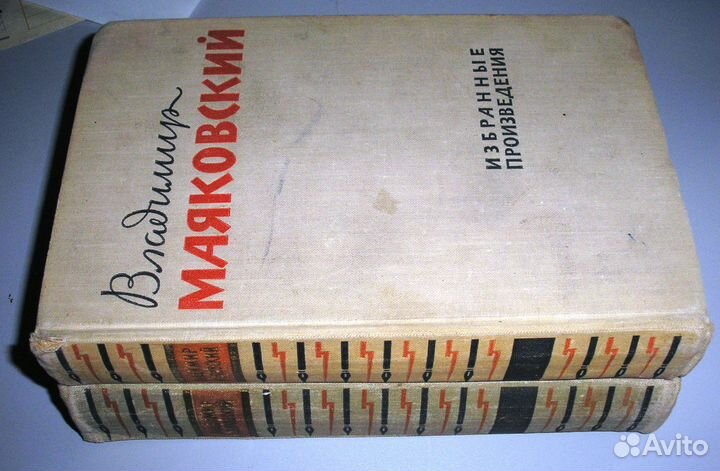 Владимир
МАЯКОВСКИЙ
ИЗБРАННЫЕ
ПРОИЗВЕДЕНИЯ
Avito